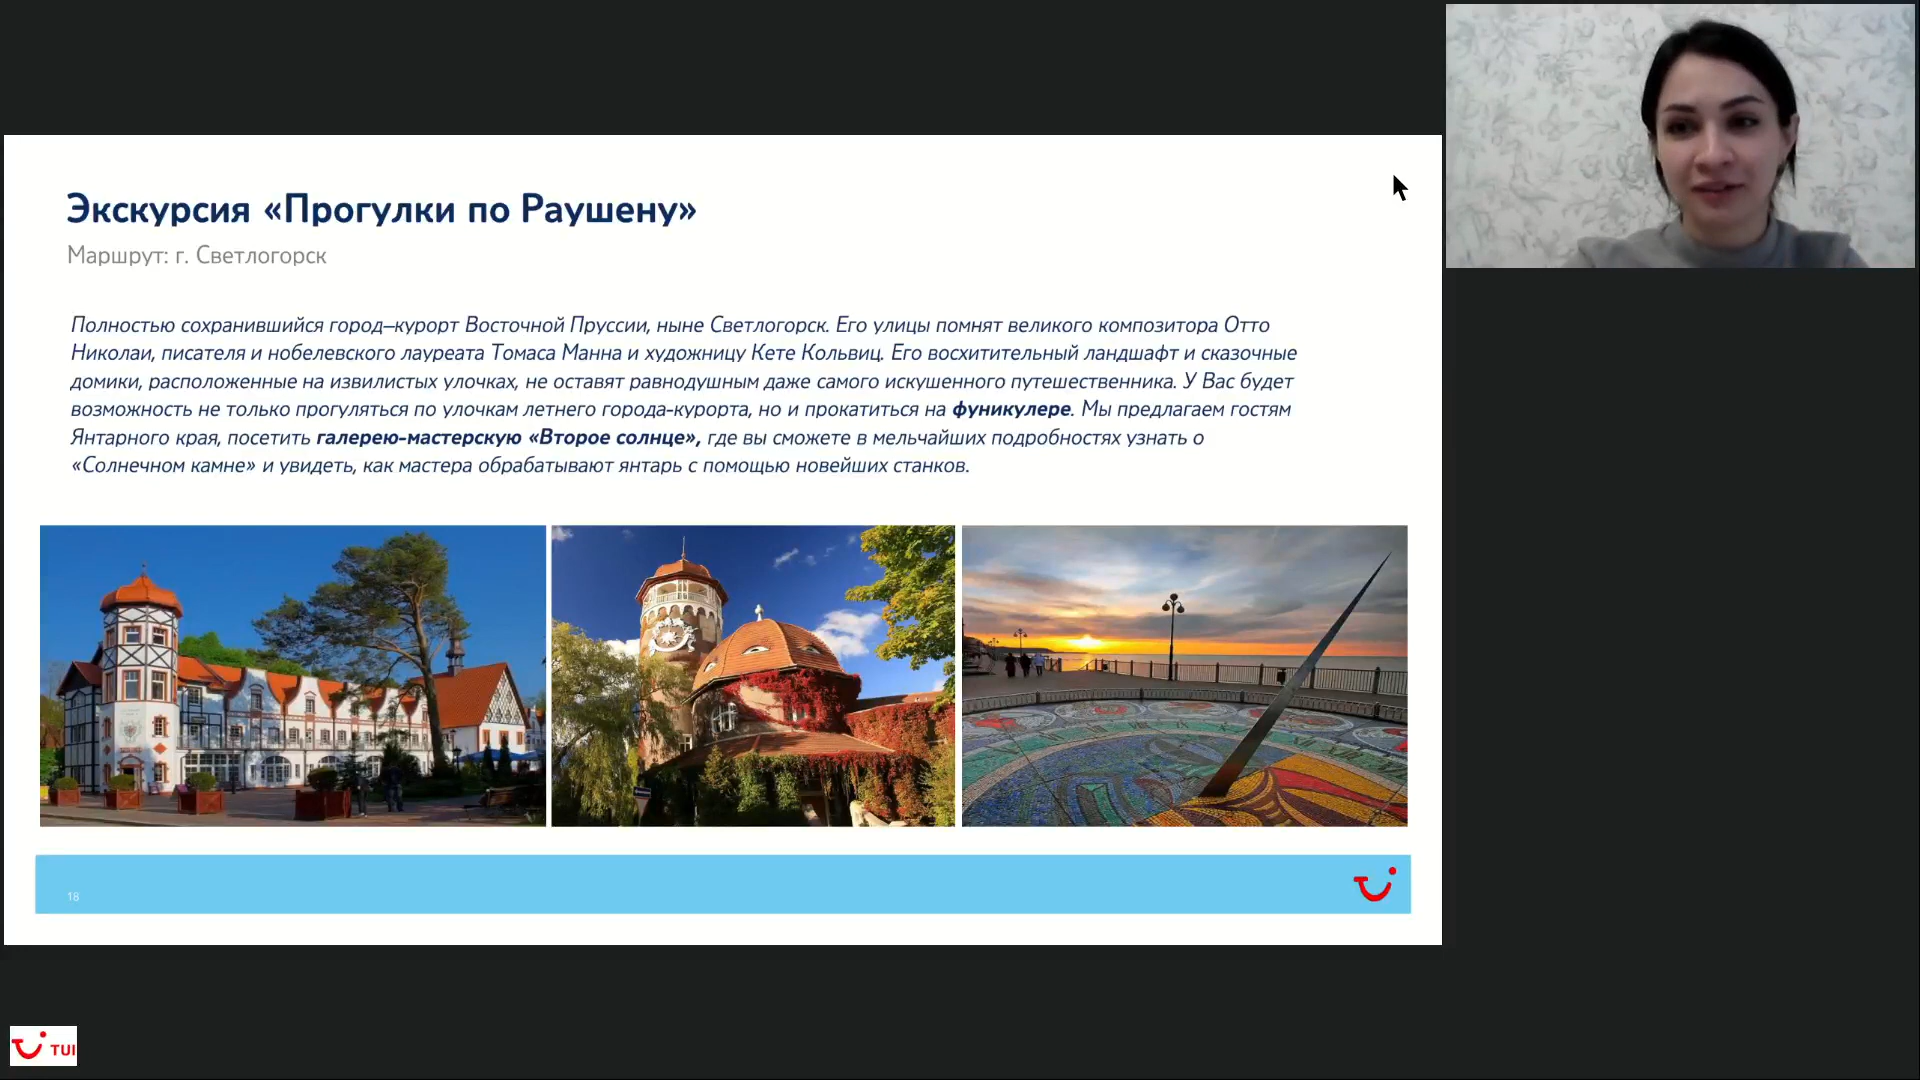 Экскурсия «Прогулки по Раушену»
Маршрут: г. Светлогорск
Полностью сохранившийся город–курорт Восточной Пруссии, ныне Светлогорск. Его улицы помнят великого композитора Отто
Николаи, писателя и нобелевского лауреата Томаса Манна и художницу Кете Кольвиц. Его восхитительный ландшафт и сказочные
домики, расположенные на извилистых улочках, не оставят равнодушным даже самого искушенного путешественника. У Вас будет
возможность не только прогуляться по улочкам летнего города-курорта, но и прокатиться на фуникулере. Мы предлагаем гостям
Янтарного края, посетить галерею-мастерскую «Второе солнце», где вы сможете в мельчайших подробностях узнать о
«Солнечном камне» и увидеть, как мастера обрабатывают янтарь с помощью новейших станков.
18
TUI